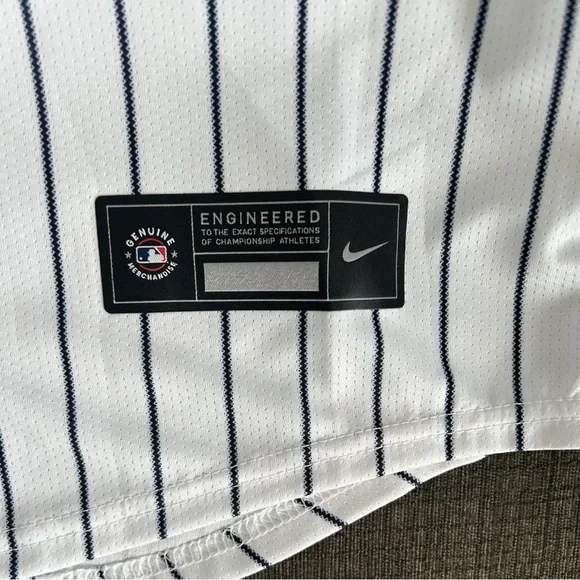 GENUINE
MERCHANDISE
ENGINEERED
TO THE EXACT SPECIFICATIONS
OF CHAMPIONSHIP ATHLETES